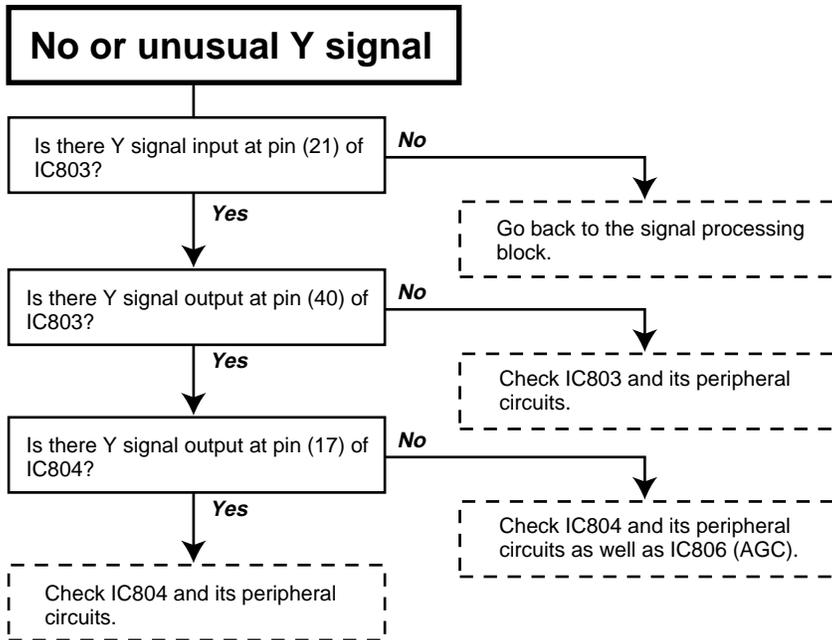 No or unusual Y signal
Is there Y signal input at pin (21) of
IC803?
No
Go back to the signal processing
block.
Yes
Is there Y signal output at pin (40) of
IC803?
No
Check IC803 and its peripheral
circuits.
Yes
Is there Y signal output at pin (17) of
IC804?
No
Check IC804 and its peripheral
circuits as well as IC806 (AGC).
Yes
Check IC804 and its peripheral
circuits.